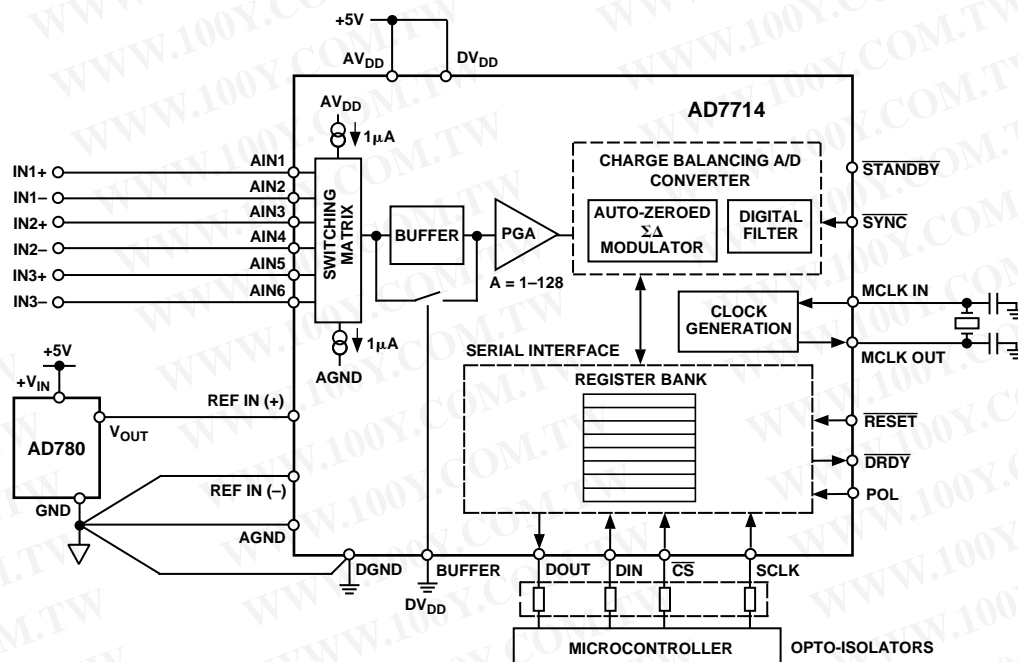 +5V
AVDD DVDD
AD7714
AVDD
1µA
IN1+ AIN1
IN1– AIN2
IN2+ AIN3
IN2– AIN4
IN3+ AIN5
IN3– AIN6
SWITCHING MATRIX
BUFFER
PGA
A = 1–128
CHARGE BALANCING A/D
CONVERTER
AUTO-ZEROED
ΣΔ
MODULATOR
DIGITAL
FILTER
STANDBY
SYNC
MCLK IN
CLOCK
GENERATION
MCLK OUT
1µA
AGND
SERIAL INTERFACE
REGISTER BANK
RESET
DRDY
POL
+5V
+VIN
REF IN (+)
VOUT
AD780
REF IN (–)
GND
AGND
DGND BUFFER DOUT DIN CS SCLK
DVDD
MICROCONTROLLER OPTO-ISOLATORS
WWW.100Y.COM.TW